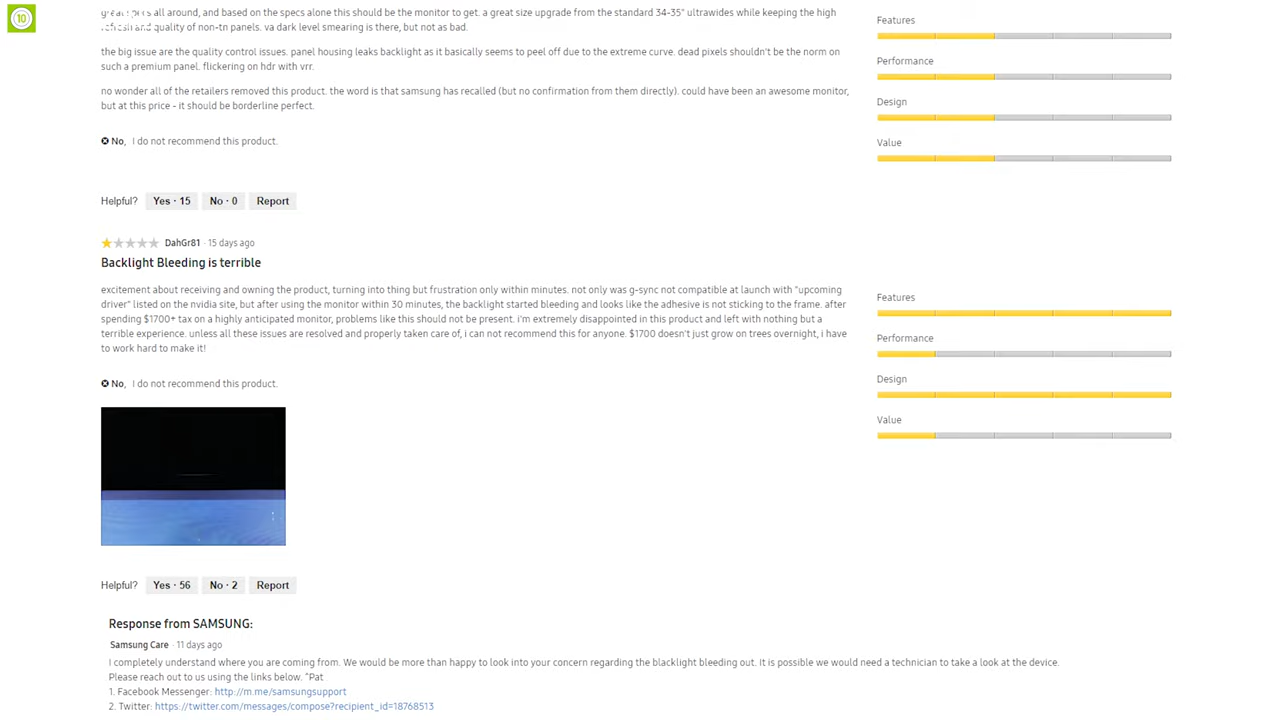 10
great specs all around, and based on the specs alone this should be the monitor to get. a great size upgrade from the standard 34-35" ultrawides while keeping the high
refresh and quality of non-tn panels. va dark level smearing is there, but not as bad.
the big issue are the quality control issues. panel housing leaks backlight as it basically seems to peel off due to the extreme curve. dead pixels shouldn't be the norm on
such a premium panel. flickering on hdr with vrr.
no wonder all of the retailers removed this product. the word is that samsung has recalled (but no confirmation from them directly). could have been an awesome monitor,
but at this price - it should be borderline perfect.
No, I do not recommend this product.
Helpful? Yes · 15 No · 0 Report
Features
Performance
Design
Value
DahGr81 · 15 days ago
Backlight Bleeding is terrible
excitement about receiving and owning the product, turning into thing but frustration only within minutes. not only was g-sync not compatible at launch with "upcoming
driver" listed on the nvidia site, but after using the monitor within 30 minutes, the backlight started bleeding and looks like the adhesive is not sticking to the frame. after
spending $1700+ tax on a highly anticipated monitor, problems like this should not be present. i'm extremely disappointed in this product and left with nothing but a
terrible experience. unless all these issues are resolved and properly taken care of, i can not recommend this for anyone. $1700 doesn't just grow on trees overnight, i have
to work hard to make it!
No, I do not recommend this product.
Features
Performance
Design
Value
Helpful? Yes · 56 No · 2 Report
Response from SAMSUNG:
Samsung Care · 11 days ago
I completely understand where you are coming from. We would be more than happy to look into your concern regarding the blacklight bleeding out. It is possible we would need a technician to take a look at the device.
Please reach out to us using the links below. ^Pat
1. Facebook Messenger: http://m.me/samsungsupport
2. Twitter: https://twitter.com/messages/compose?recipient_id=18768513